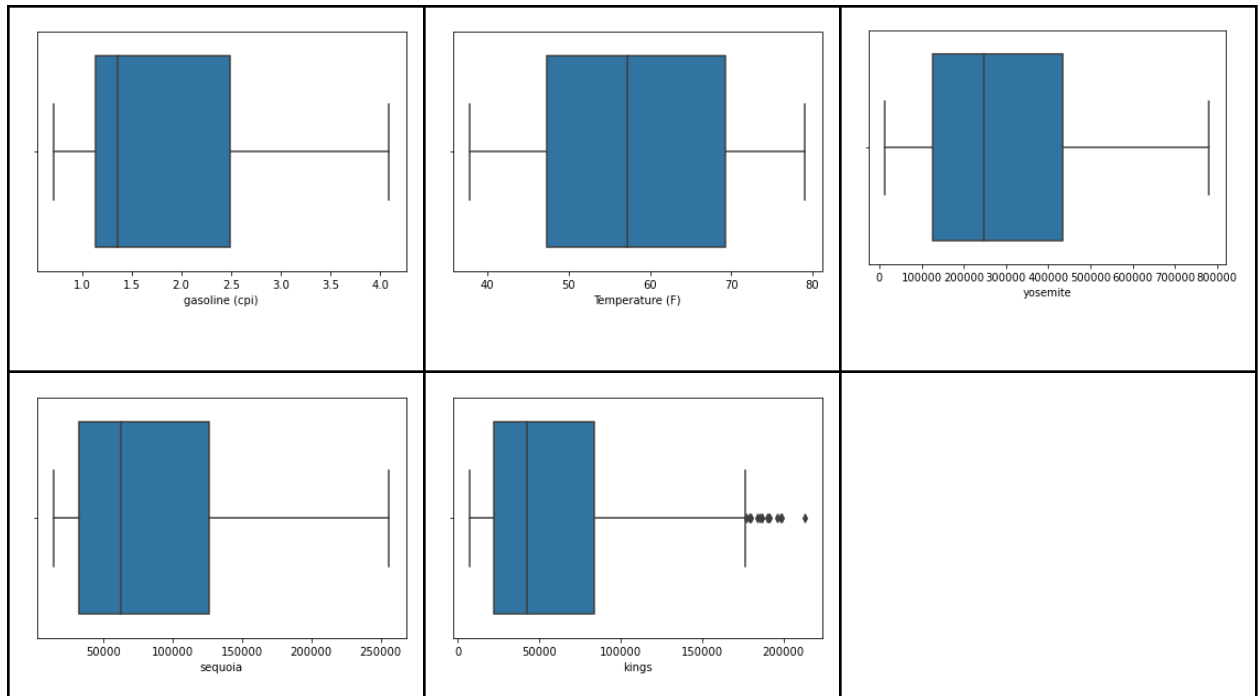 1.0 1.5 2.0 2.5 3.0 3.5 4.0
gasoline (cpi)
40 50 60 70 80
Temperature (F)
0 100000 200000 300000 400000 500000 600000 700000 800000
yosemite
50000 100000 150000 200000 250000
sequoia
0 50000 100000 150000 200000
kings